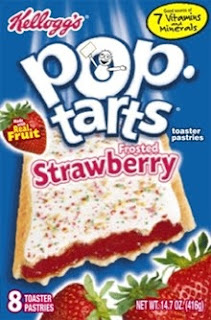 Kellogg's
Good source of
7 Vitamins
and
Minerals
pop.
tarts
Made with
Real
Fruit
toaster
pastries
Frosted
Strawberry
8 TOASTER
PASTRIES
NET WT. 14.7 OZ. (416g)